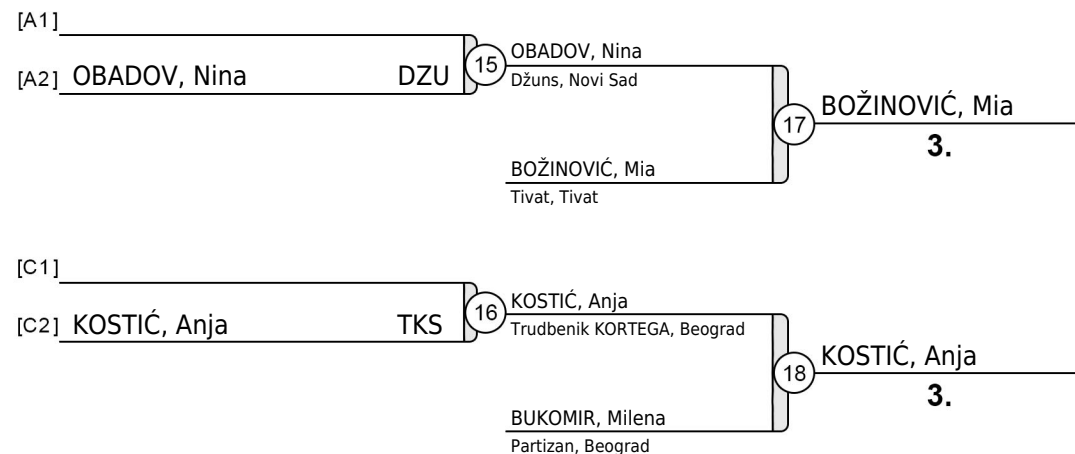 [A1]
[A2] OBADOV, Nina DZU
15
OBADOV, Nina
Džuns, Novi Sad
17
BOŽINOVIĆ, Mia
3.
BOŽINOVIĆ, Mia
Tivat, Tivat
[C1]
[C2] KOSTIĆ, Anja TKS
16
KOSTIĆ, Anja
Trudbenik KORTEGA, Beograd
18
KOSTIĆ, Anja
3.
BUKOMIR, Milena
Partizan, Beograd